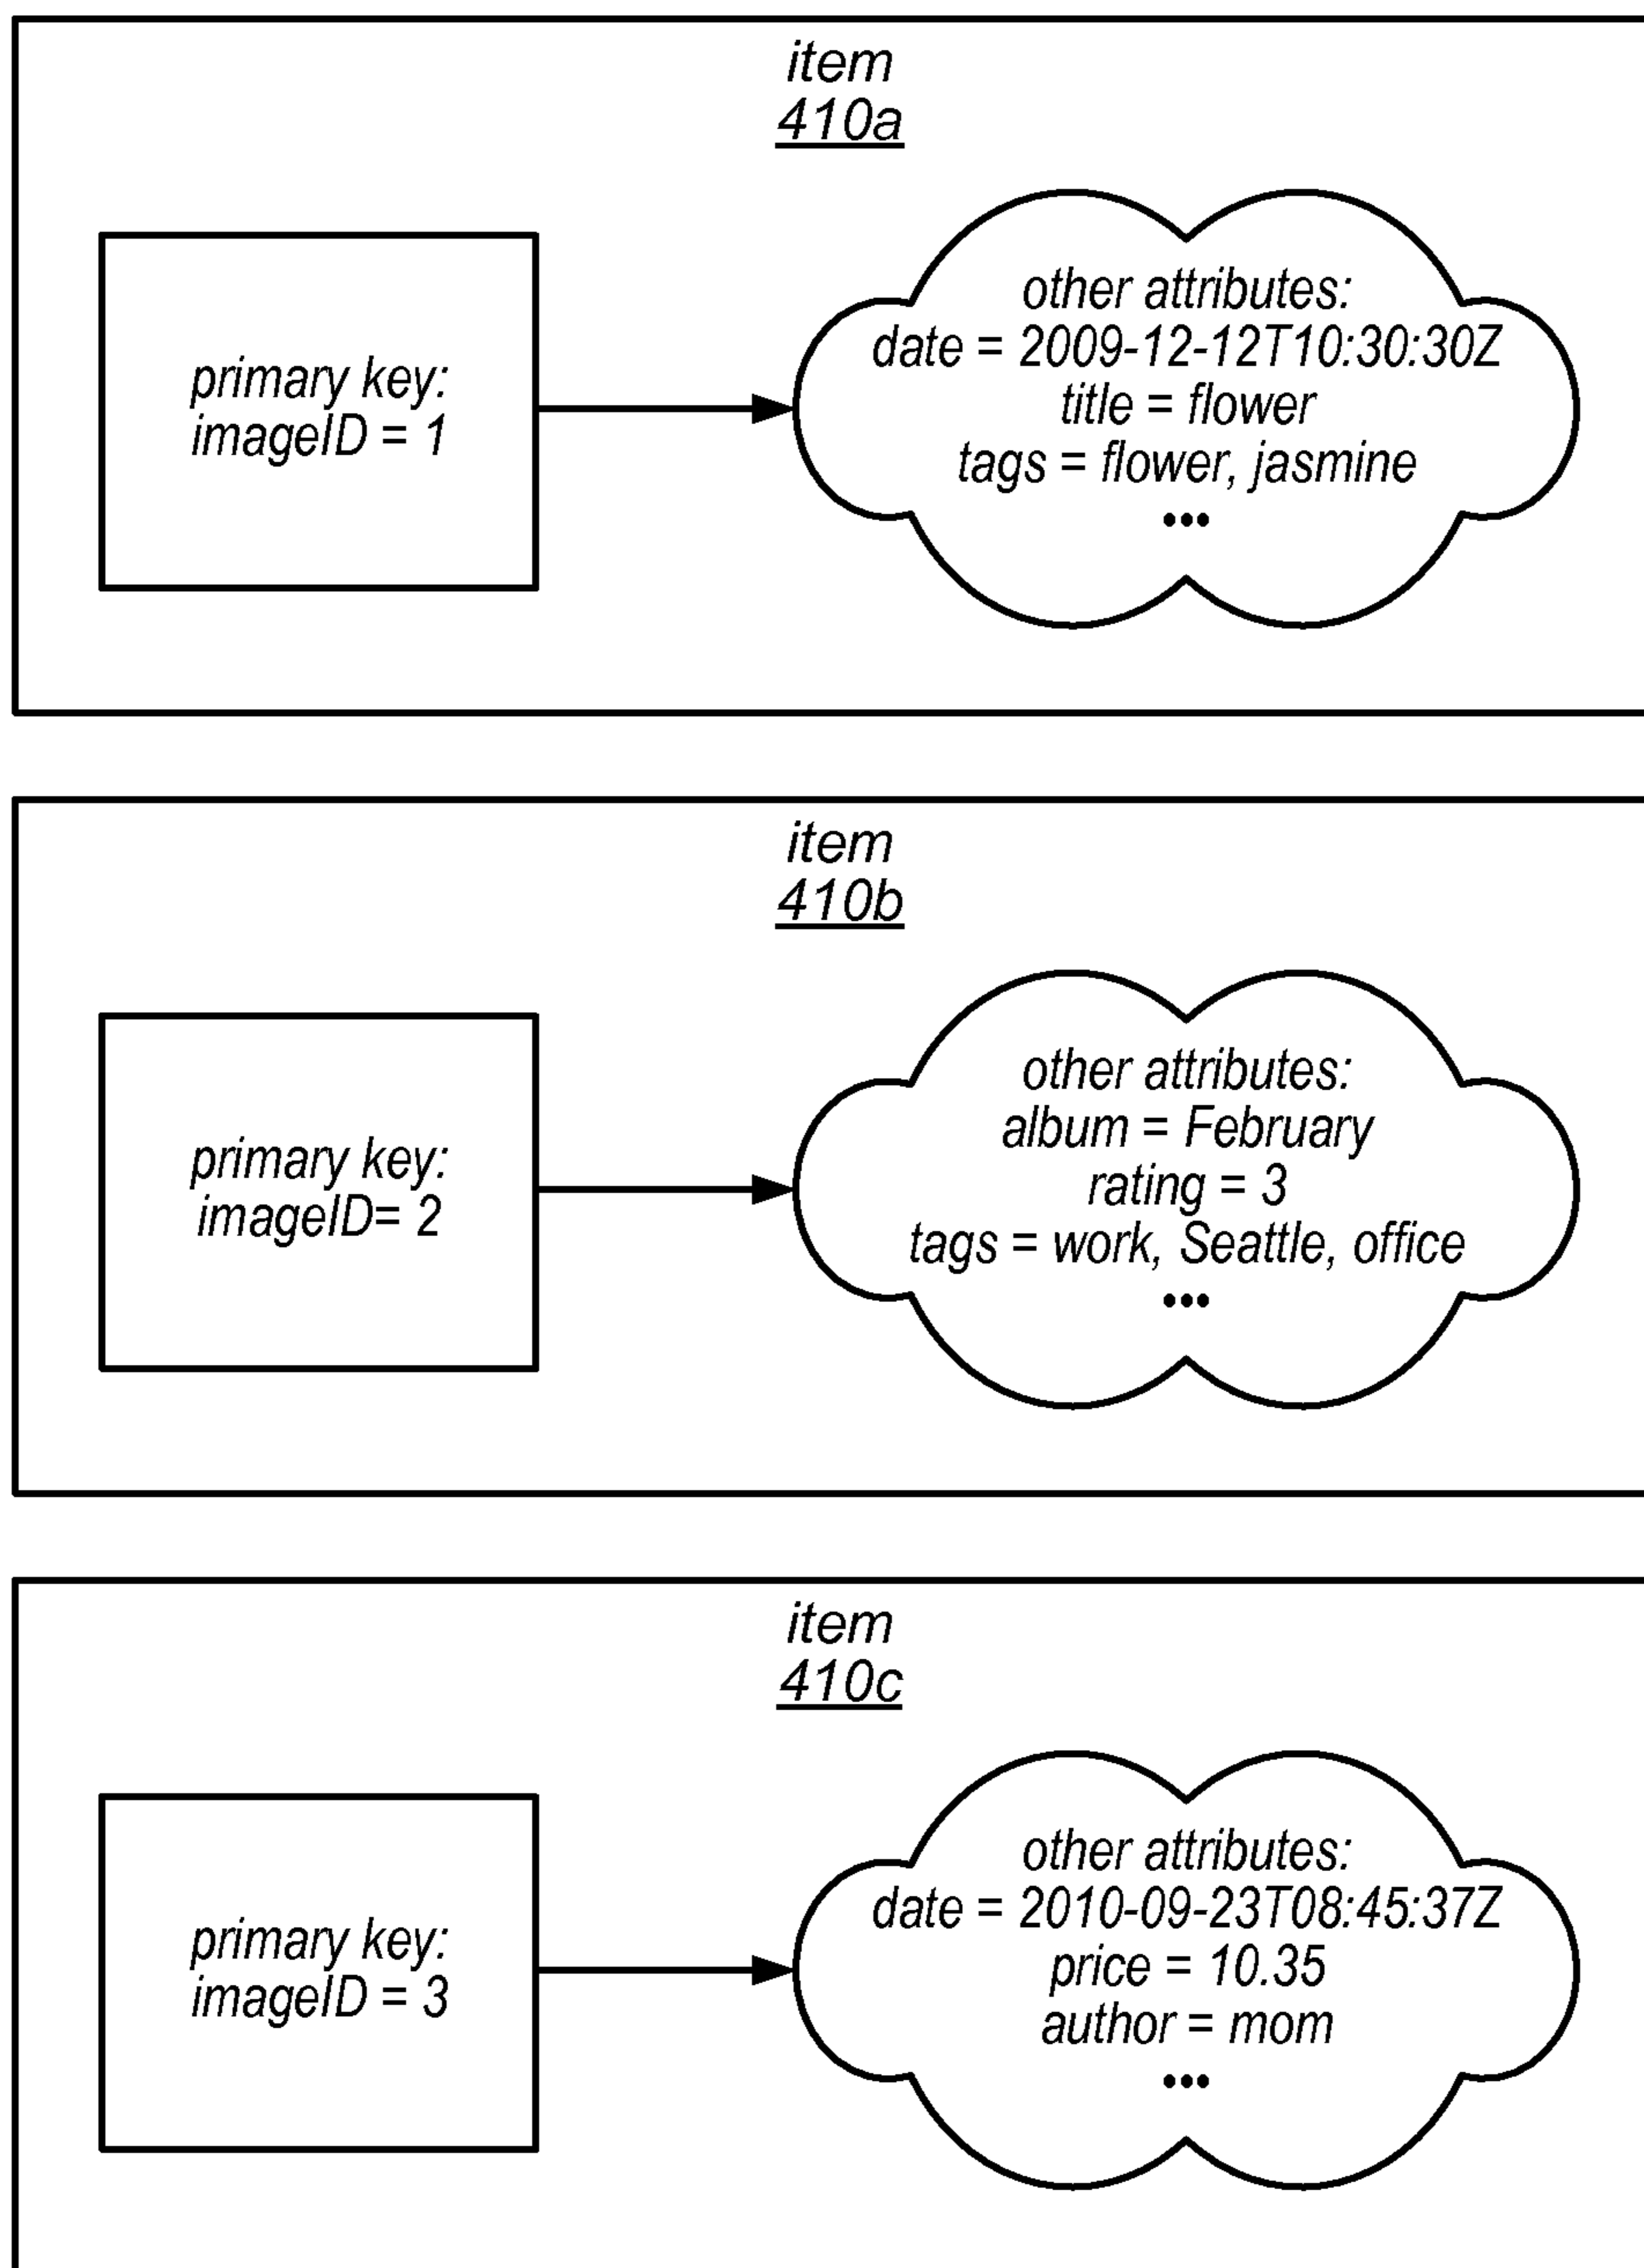 item
410a
primary key:
imageID = 1
other attributes:
date = 2009-12-12T10:30:30Z
title = flower
tags = flower, jasmine
•••
item
410b
primary key:
imageID= 2
other attributes:
album = February
rating = 3
tags = work, Seattle, office
•••
item
410c
primary key:
imageID = 3
other attributes:
date = 2010-09-23T08:45:37Z
price = 10.35
author = mom
•••